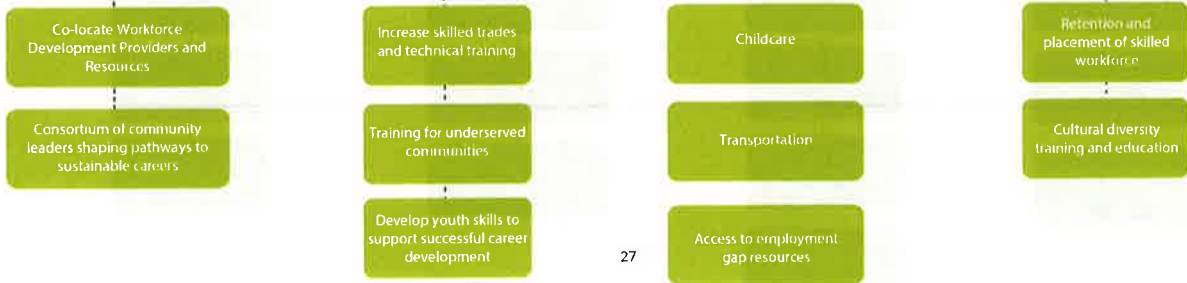 Co-locate Workforce
Development Providers and
Resources
Consortium of community
leaders shaping pathways to
sustainable careers
Increase skilled trades
and technical training
Training for underserved
communities
Develop youth skills to
support successful career
development
Childcare
Transportation
Access to employment
gap resources
Retention and
placement of skilled
workforce
Cultural diversity
training and education
27